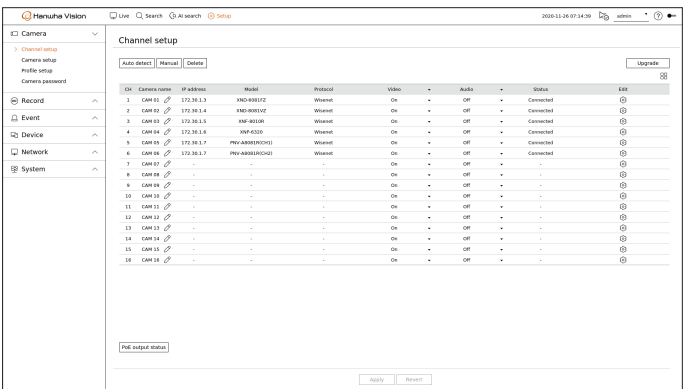 Hanwha Vision
Live Search AI search Setup
2020-11-26 07:14:39 admin
Camera
Channel setup
Camera setup
Profile setup
Camera password
Record
Event
Device
Network
System
Channel setup
Auto detect Manual Delete
Upgrade
CH Camera name IP address Model Protocol Video Audio Status Edit
1 CAM 01 172.30.1.3 XND-6081FZ Wisenet On Off Connected
2 CAM 02 172.30.1.4 XND-8081VZ Wisenet On Off Connected
3 CAM 03 172.30.1.5 XNF-8010R Wisenet On Off Connected
4 CAM 04 172.30.1.6 XNP-6320 Wisenet On Off Connected
5 CAM 05 172.30.1.7 PNV-A8081R(CH1) Wisenet On Off Connected
6 CAM 06 172.30.1.7 PNV-A8081R(CH2) Wisenet On Off Connected
7 CAM 07 - - - On Off -
8 CAM 08 - - - On Off -
9 CAM 09 - - - On Off -
10 CAM 10 - - - On Off -
11 CAM 11 - - - On Off -
12 CAM 12 - - - On Off -
13 CAM 13 - - - On Off -
14 CAM 14 - - - On Off -
15 CAM 15 - - - On Off -
16 CAM 16 - - - On Off -
PoE output status
Apply Revert